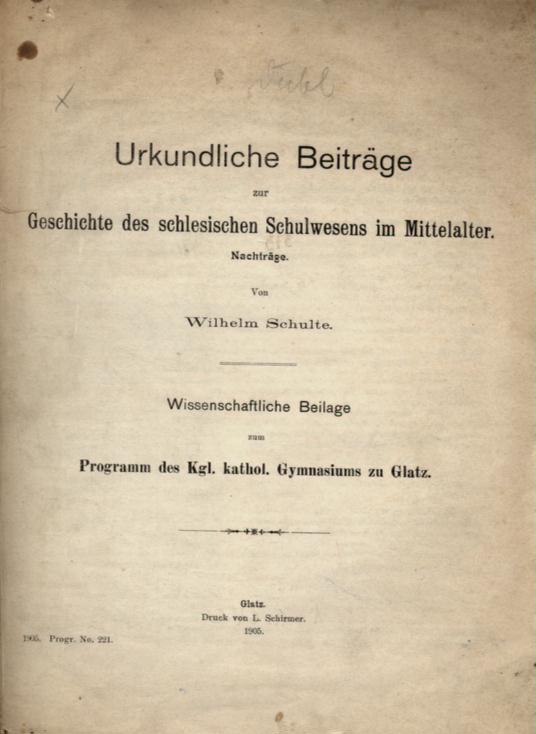 Urkundliche Beiträge
zur
Geschichte des schlesischen Schulwesens im Mittelalter.
Nachträge.
Von
Wilhelm Schulte.
Wissenschaftliche Beilage
zum
Programm des Kgl. kathol. Gymnasiums zu Glatz.
Glatz.
Druck von L. Schirmer.
1905.
1905. Progr. No. 221.